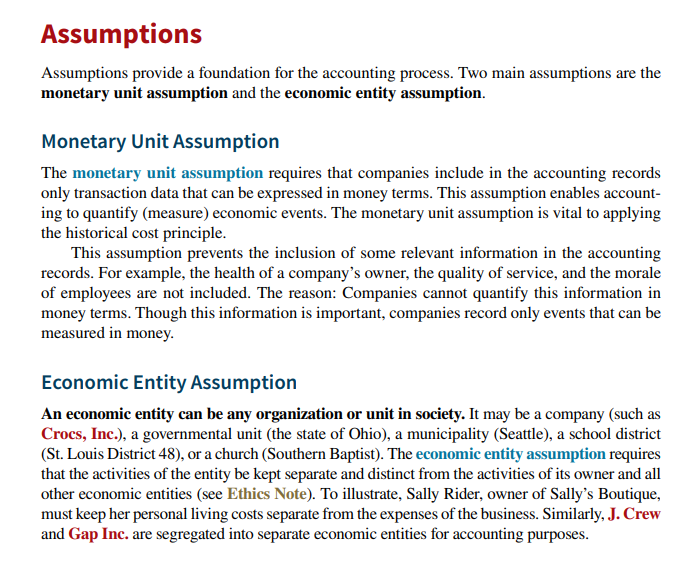 Assumptions
Assumptions provide a foundation for the accounting process. Two main assumptions are the
monetary unit assumption and the economic entity assumption.
Monetary Unit Assumption
The monetary unit assumption requires that companies include in the accounting records
only transaction data that can be expressed in money terms. This assumption enables account-
ing to quantify (measure) economic events. The monetary unit assumption is vital to applying
the historical cost principle.
This assumption prevents the inclusion of some relevant information in the accounting
records. For example, the health of a company’s owner, the quality of service, and the morale
of employees are not included. The reason: Companies cannot quantify this information in
money terms. Though this information is important, companies record only events that can be
measured in money.
Economic Entity Assumption
An economic entity can be any organization or unit in society. It may be a company (such as
Crocs, Inc.), a governmental unit (the state of Ohio), a municipality (Seattle), a school district
(St. Louis District 48), or a church (Southern Baptist). The economic entity assumption requires
that the activities of the entity be kept separate and distinct from the activities of its owner and all
other economic entities (see Ethics Note). To illustrate, Sally Rider, owner of Sally’s Boutique,
must keep her personal living costs separate from the expenses of the business. Similarly, J. Crew
and Gap Inc. are segregated into separate economic entities for accounting purposes.